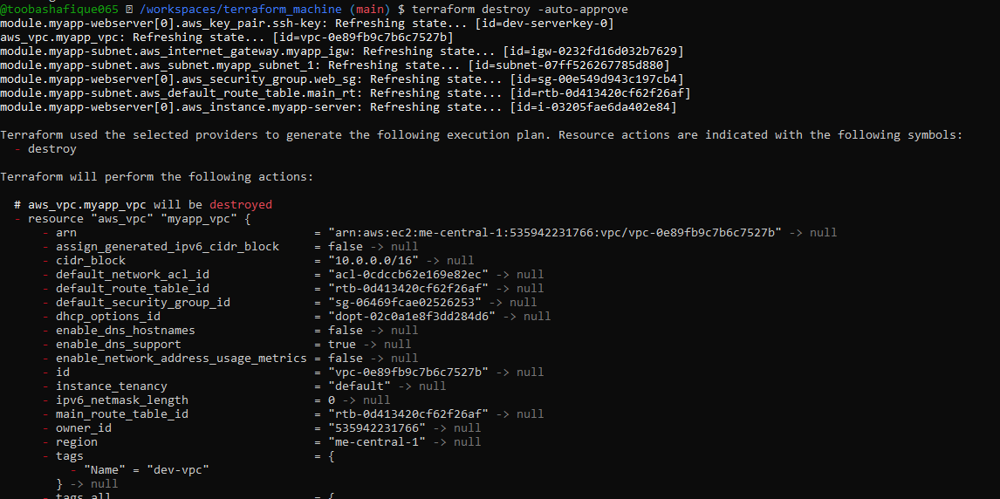 @toobashafique065 /workspaces/terraform_machine (main) $ terraform destroy -auto-approve
module.myapp-webserver[0].aws_key_pair.ssh-key: Refreshing state... [id=dev-serverkey-0]
aws_vpc.myapp_vpc: Refreshing state... [id=vpc-0e89fb9c7b6c7527b]
module.myapp-subnet.aws_internet_gateway.myapp_igw: Refreshing state... [id=igw-0232fd16d032b7629]
module.myapp-subnet.aws_subnet.myapp_subnet_1: Refreshing state... [id=subnet-07ff526267785d880]
module.myapp-webserver[0].aws_security_group.web_sg: Refreshing state... [id=sg-00e549d943c197cb4]
module.myapp-subnet.aws_default_route_table.main_rt: Refreshing state... [id=rtb-0d413420cf62f26af]
module.myapp-webserver[0].aws_instance.myapp-server: Refreshing state... [id=i-03205fae6da402e84]
Terraform used the selected providers to generate the following execution plan. Resource actions are indicated with the following symbols:
  - destroy
Terraform will perform the following actions:
  # aws_vpc.myapp_vpc will be destroyed
  - resource "aws_vpc" "myapp_vpc" {
      - arn                                  = "arn:aws:ec2:me-central-1:535942231766:vpc/vpc-0e89fb9c7b6c7527b" -> null
      - assign_generated_ipv6_cidr_block     = false -> null
      - cidr_block                           = "10.0.0.0/16" -> null
      - default_network_acl_id               = "acl-0cdccb62e169e82ec" -> null
      - default_route_table_id               = "rtb-0d413420cf62f26af" -> null
      - default_security_group_id            = "sg-06469fcae02526253" -> null
      - dhcp_options_id                      = "dopt-02c0a1e8f3dd284d6" -> null
      - enable_dns_hostnames                 = false -> null
      - enable_dns_support                   = true -> null
      - enable_network_address_usage_metrics = false -> null
      - id                                   = "vpc-0e89fb9c7b6c7527b" -> null
      - instance_tenancy                     = "default" -> null
      - ipv6_netmask_length                  = 0 -> null
      - main_route_table_id                  = "rtb-0d413420cf62f26af" -> null
      - owner_id                             = "535942231766" -> null
      - region                               = "me-central-1" -> null
      - tags                                 = {
          - "Name" = "dev-vpc"
        } -> null
      - tags_all                             = {